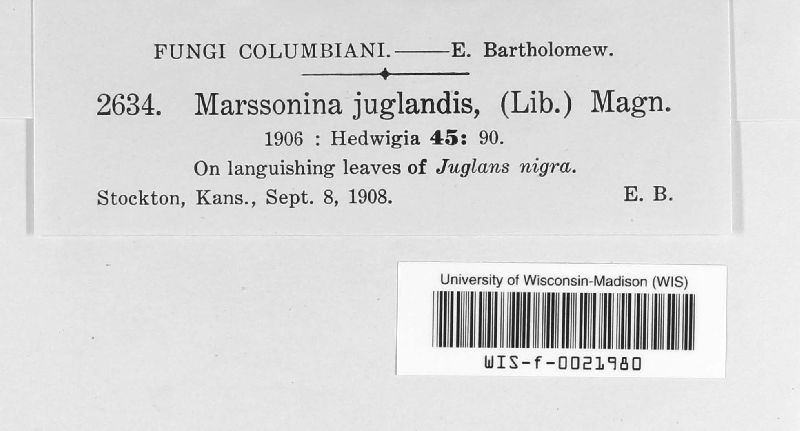 FUNGI COLUMBIANI.——E. Bartholomew.
2634. Marssonina juglandis, (Lib.) Magn.
1906 : Hedwigia 45: 90.
On languishing leaves of Juglans nigra.
Stockton, Kans., Sept. 8, 1908. E. B.
University of Wisconsin-Madison (WIS)
WIS-f-0021980